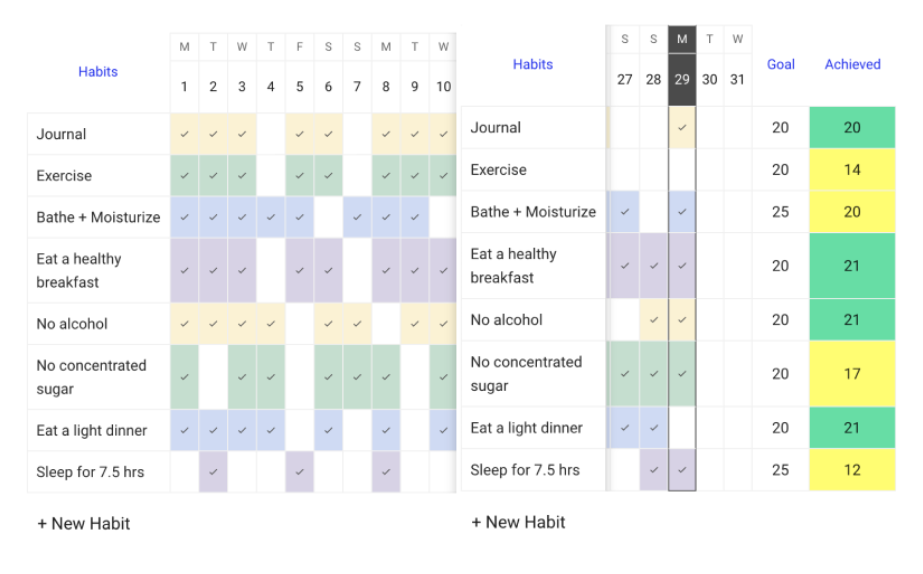 M T W T F S S M T W
Habits
1 2 3 4 5 6 7 8 9 10
Journal ✓ ✓ ✓ ✓ ✓ ✓ ✓ ✓
Exercise ✓ ✓ ✓ ✓ ✓ ✓ ✓ ✓
Bathe + Moisturize ✓ ✓ ✓ ✓ ✓ ✓ ✓ ✓
Eat a healthy
breakfast ✓ ✓ ✓ ✓ ✓ ✓ ✓ ✓
No alcohol ✓ ✓ ✓ ✓ ✓ ✓ ✓ ✓
No concentrated
sugar ✓ ✓ ✓ ✓ ✓ ✓ ✓
Eat a light dinner ✓ ✓ ✓ ✓ ✓ ✓ ✓
Sleep for 7.5 hrs ✓ ✓ ✓
+ New Habit
S S M T W
Habits Goal Achieved
27 28 29 30 31
Journal ✓ 20 20
Exercise 20 14
Bathe + Moisturize ✓ ✓ 25 20
Eat a healthy
breakfast ✓ ✓ ✓ 20 21
No alcohol ✓ ✓ 20 21
No concentrated
sugar ✓ ✓ ✓ 20 17
Eat a light dinner ✓ ✓ 20 21
Sleep for 7.5 hrs ✓ ✓ 25 12
+ New Habit